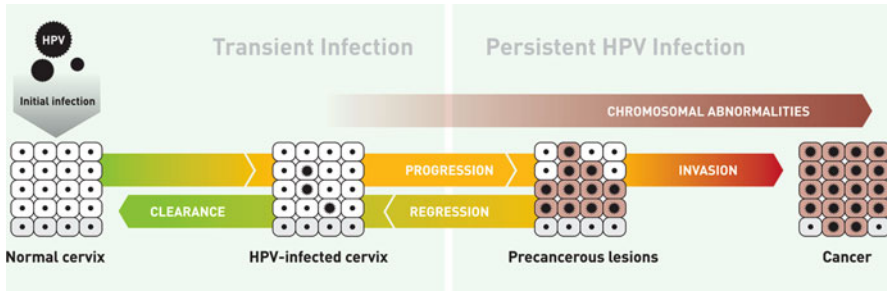 HPV
Transient Infection
Persistent HPV Infection
Initial infection
CHROMOSOMAL ABNORMALITIES
PROGRESSION
INVASION
CLEARANCE
REGRESSION
Normal cervix
HPV-infected cervix
Precancerous lesions
Cancer